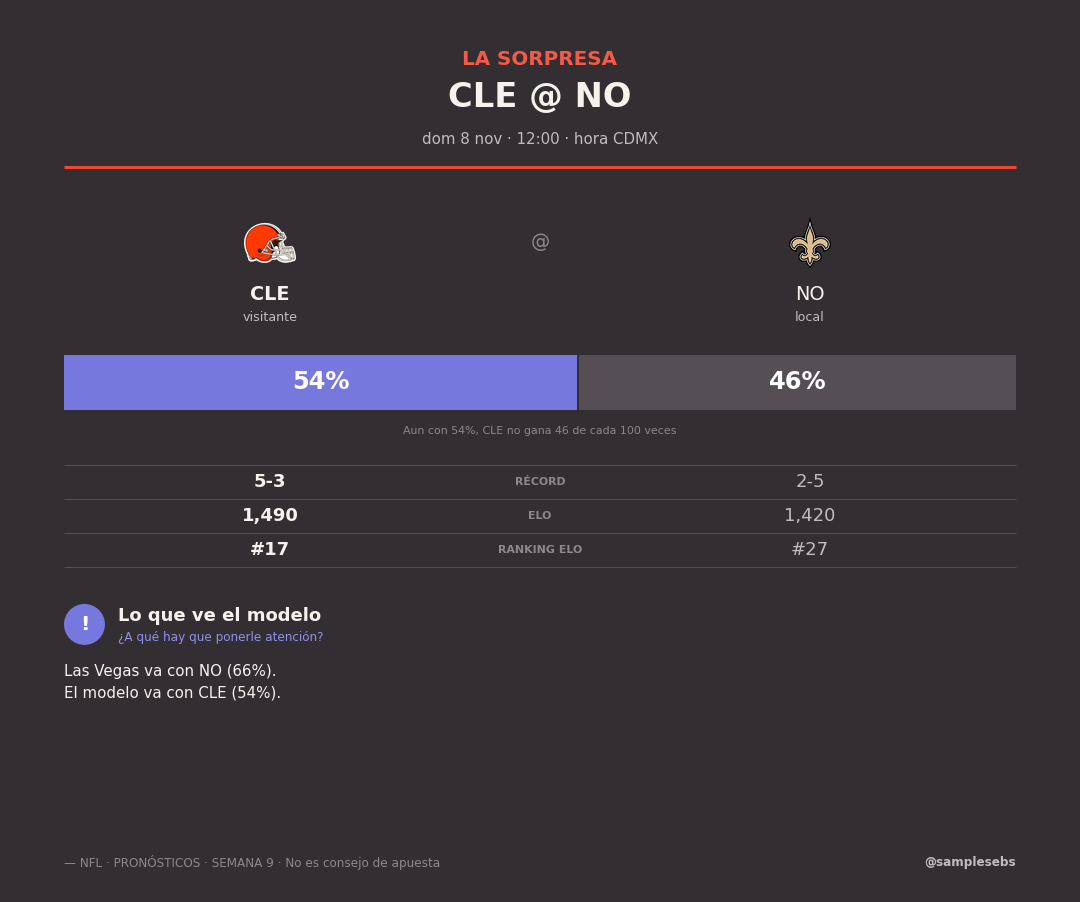 LA SORPRESA
CLE @ NO
dom 8 nov · 12:00 · hora CDMX
@
CLE
NO
visitante
local
54%
46%
Aun con 54%, CLE no gana 46 de cada 100 veces
5-3 RÉCORD 2-5
1,490 ELO 1,420
#17 RANKING ELO #27
!
Lo que ve el modelo
¿A qué hay que ponerle atención?
Las Vegas va con NO (66%).
El modelo va con CLE (54%).
— NFL · PRONÓSTICOS · SEMANA 9 · No es consejo de apuesta
@samplesebs